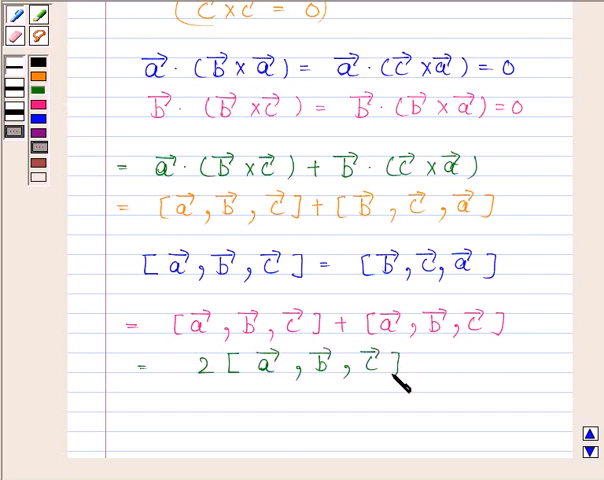 (c⃗ × c⃗ = 0)
a⃗ · (b⃗ × a⃗) = a⃗ · (c⃗ × a⃗) = 0
b⃗ · (b⃗ × c⃗) = b⃗ · (b⃗ × a⃗) = 0
= a⃗ · (b⃗ × c⃗) + b⃗ · (c⃗ × a⃗)
= [a⃗, b⃗, c⃗] + [b⃗, c⃗, a⃗]
[a⃗, b⃗, c⃗] = [b⃗, c⃗, a⃗]
= [a⃗, b⃗, c⃗] + [a⃗, b⃗, c⃗]
= 2[a⃗, b⃗, c⃗]